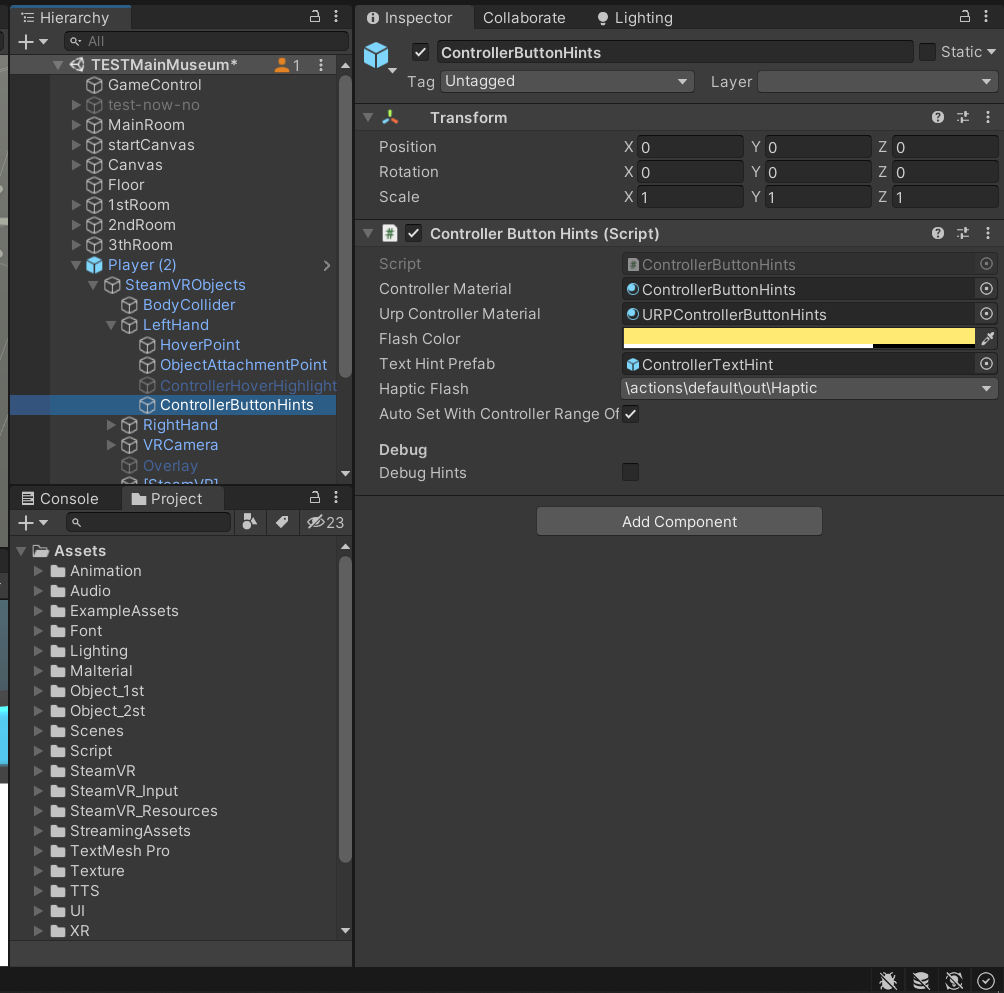 Hierarchy
All
TESTMainMuseum*
1
GameControl
test-now-no
MainRoom
startCanvas
Canvas
Floor
1stRoom
2ndRoom
3thRoom
Player (2)
SteamVRObjects
BodyCollider
LeftHand
HoverPoint
ObjectAttachmentPoint
ControllerHoverHighlight
ControllerButtonHints
RightHand
VRCamera
Overlay
[SteamVR]
Console
Project
23
Assets
Animation
Audio
ExampleAssets
Font
Lighting
Malterial
Object_1st
Object_2st
Scenes
Script
SteamVR
SteamVR_Input
SteamVR_Resources
StreamingAssets
TextMesh Pro
Texture
TTS
UI
XR
Inspector
Collaborate
Lighting
ControllerButtonHints
Static
Tag Untagged Layer
Transform
Position X 0 Y 0 Z 0
Rotation X 0 Y 0 Z 0
Scale X 1 Y 1 Z 1
# Controller Button Hints (Script)
Script ControllerButtonHints
Controller Material ControllerButtonHints
Urp Controller Material URPControllerButtonHints
Flash Color
Text Hint Prefab ControllerTextHint
Haptic Flash \actions\default\out\Haptic
Auto Set With Controller Range Of
Debug
Debug Hints
Add Component